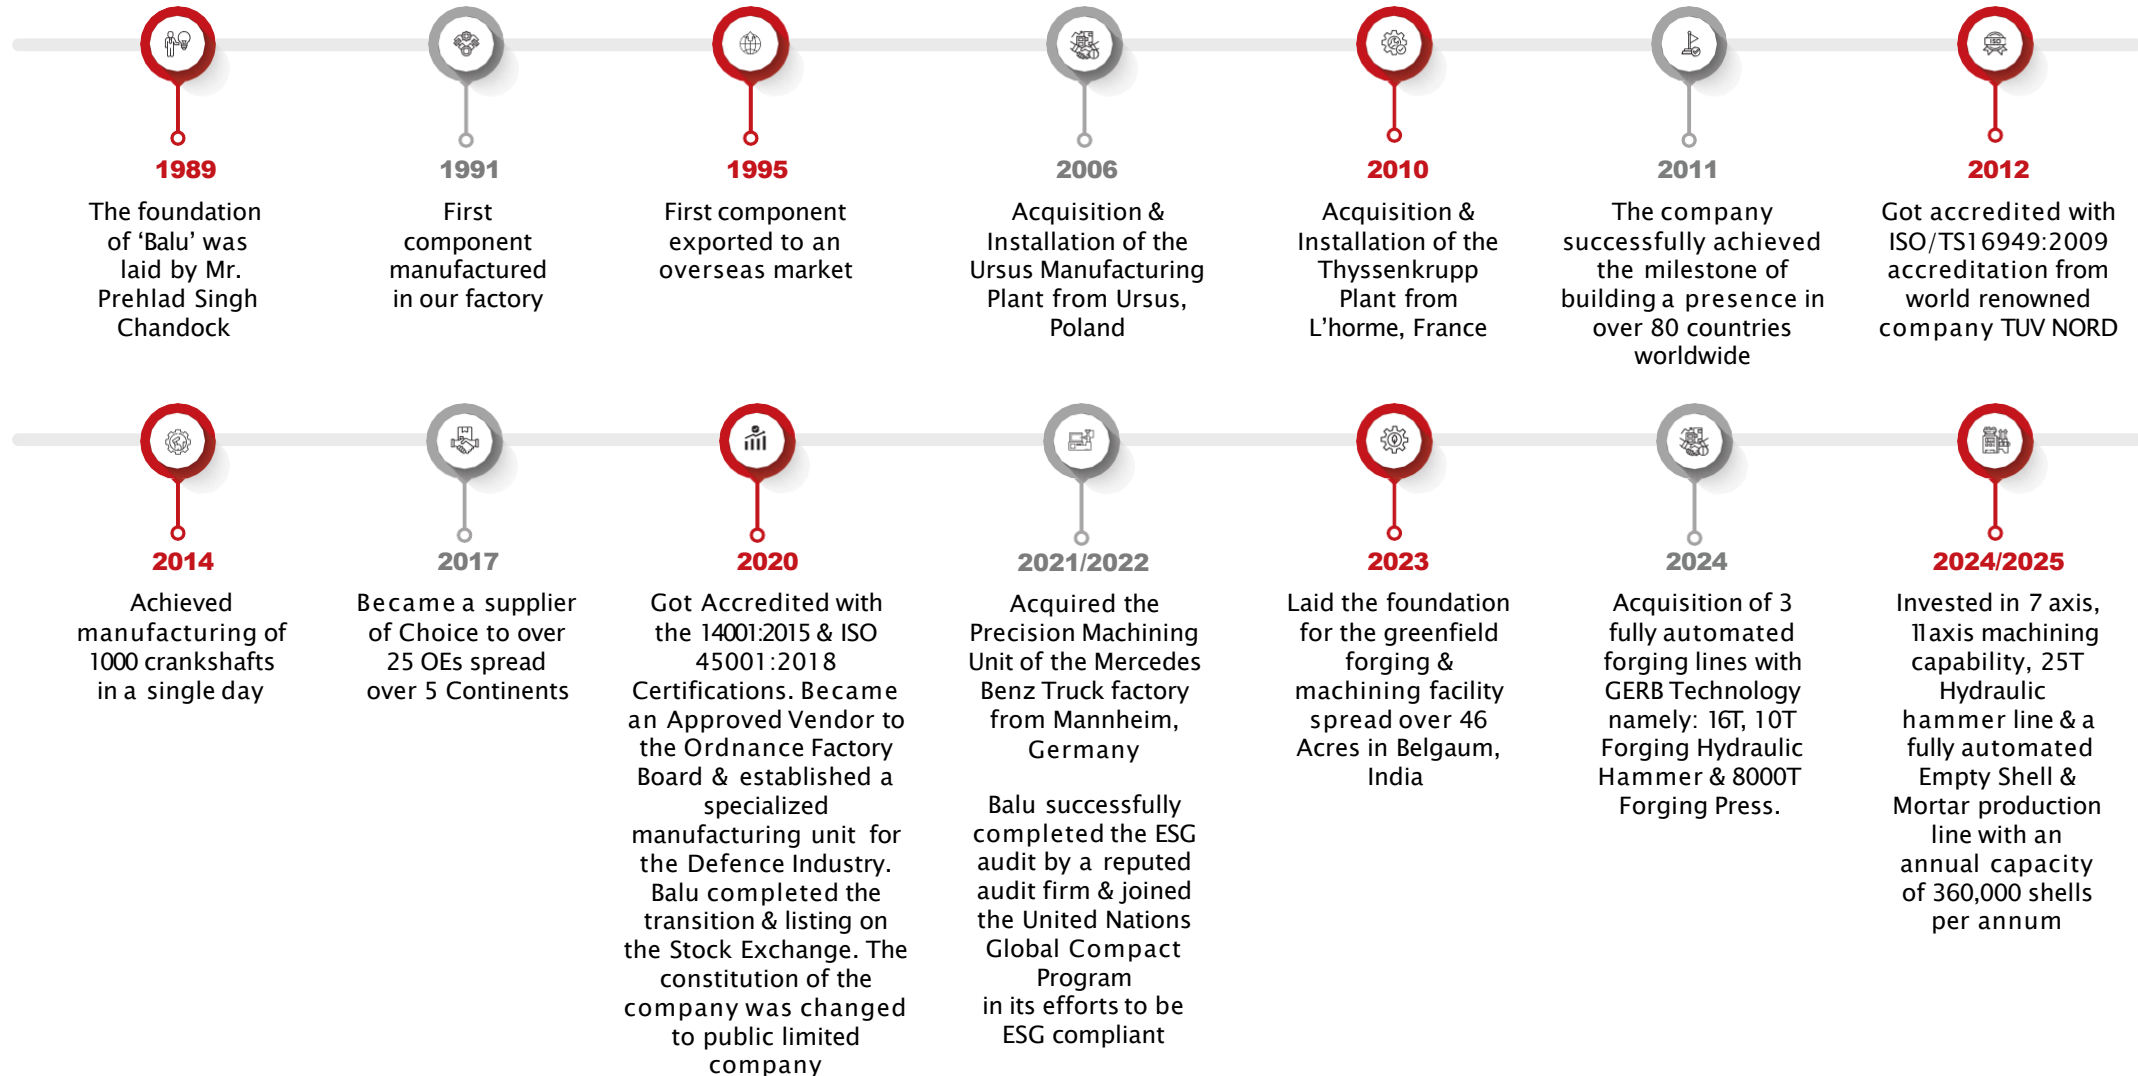 1989
The foundation
of ‘Balu’ was
laid by Mr.
Prehlad Singh
Chandock
1991
First
component
manufactured
in our factory
1995
First component
exported to an
overseas market
2006
Acquisition &
Installation of the
Ursus Manufacturing
Plant from Ursus,
Poland
2010
Acquisition &
Installation of the
Thyssenkrupp
Plant from
L’horme, France
2011
The company
successfully achieved
the milestone of
building a presence in
over 80 countries
worldwide
2012
Got accredited with
ISO/TS16949:2009
accreditation from
world renowned
company TUV NORD
ISO
2014
Achieved
manufacturing of
1000 crankshafts
in a single day
2017
Became a supplier
of Choice to over
25 OEs spread
over 5 Continents
2020
Got Accredited with
the 14001:2015 & ISO
45001:2018
Certifications. Became
an Approved Vendor to
the Ordnance Factory
Board & established a
specialized
manufacturing unit for
the Defence Industry.
Balu completed the
transition & listing on
the Stock Exchange. The
constitution of the
company was changed
to public limited
company
2021/2022
Acquired the
Precision Machining
Unit of the Mercedes
Benz Truck factory
from Mannheim,
Germany
Balu successfully
completed the ESG
audit by a reputed
audit firm & joined
the United Nations
Global Compact
Program
in its efforts to be
ESG compliant
2023
Laid the foundation
for the greenfield
forging &
machining facility
spread over 46
Acres in Belgaum,
India
2024
Acquisition of 3
fully automated
forging lines with
GERB Technology
namely: 16T, 10T
Forging Hydraulic
Hammer & 8000T
Forging Press.
2024/2025
Invested in 7 axis,
11axis machining
capability, 25T
Hydraulic
hammer line & a
fully automated
Empty Shell &
Mortar production
line with an
annual capacity
of 360,000 shells
per annum